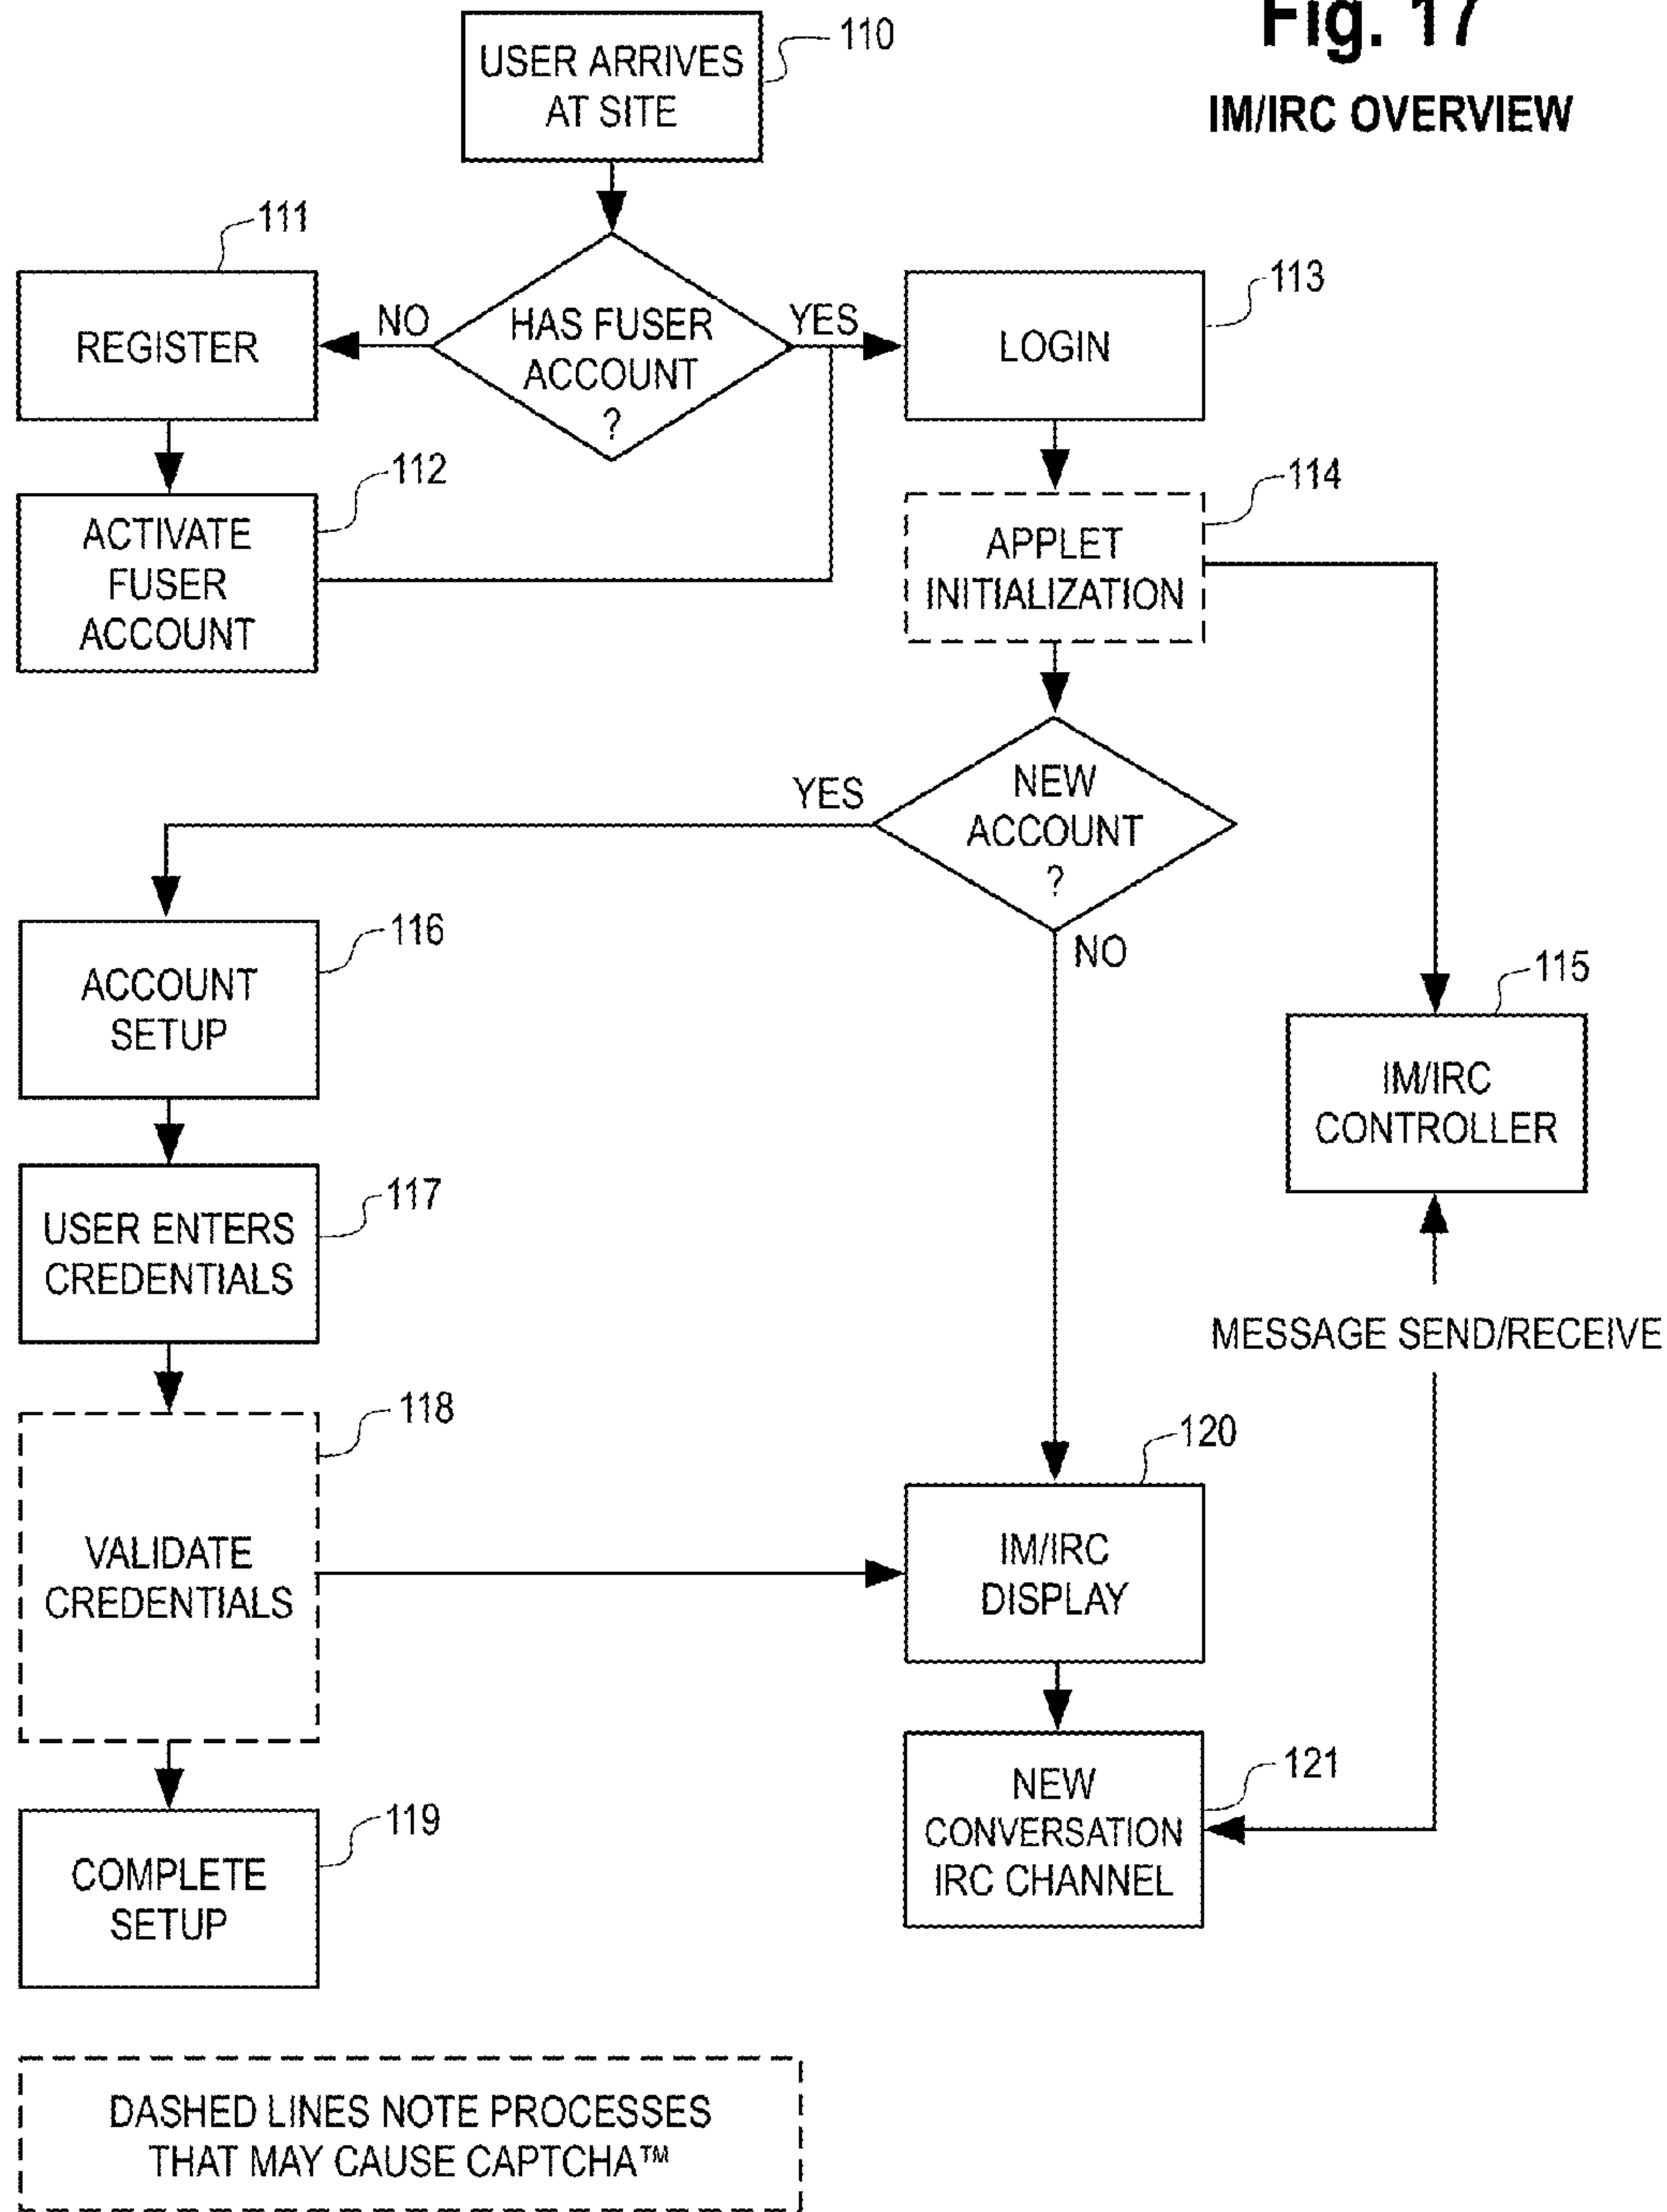 Fig. 17
IM/IRC OVERVIEW
USER ARRIVES
AT SITE
110
111
REGISTER
NO
HAS FUSER
ACCOUNT
?
YES
113
LOGIN
112
ACTIVATE
FUSER
ACCOUNT
114
APPLET
INITIALIZATION
YES
NEW
ACCOUNT
?
NO
116
ACCOUNT
SETUP
115
IM/IRC
CONTROLLER
117
USER ENTERS
CREDENTIALS
MESSAGE SEND/RECEIVE
118
VALIDATE
CREDENTIALS
120
IM/IRC
DISPLAY
121
NEW
CONVERSATION
IRC CHANNEL
119
COMPLETE
SETUP
DASHED LINES NOTE PROCESSES
THAT MAY CAUSE CAPTCHA™